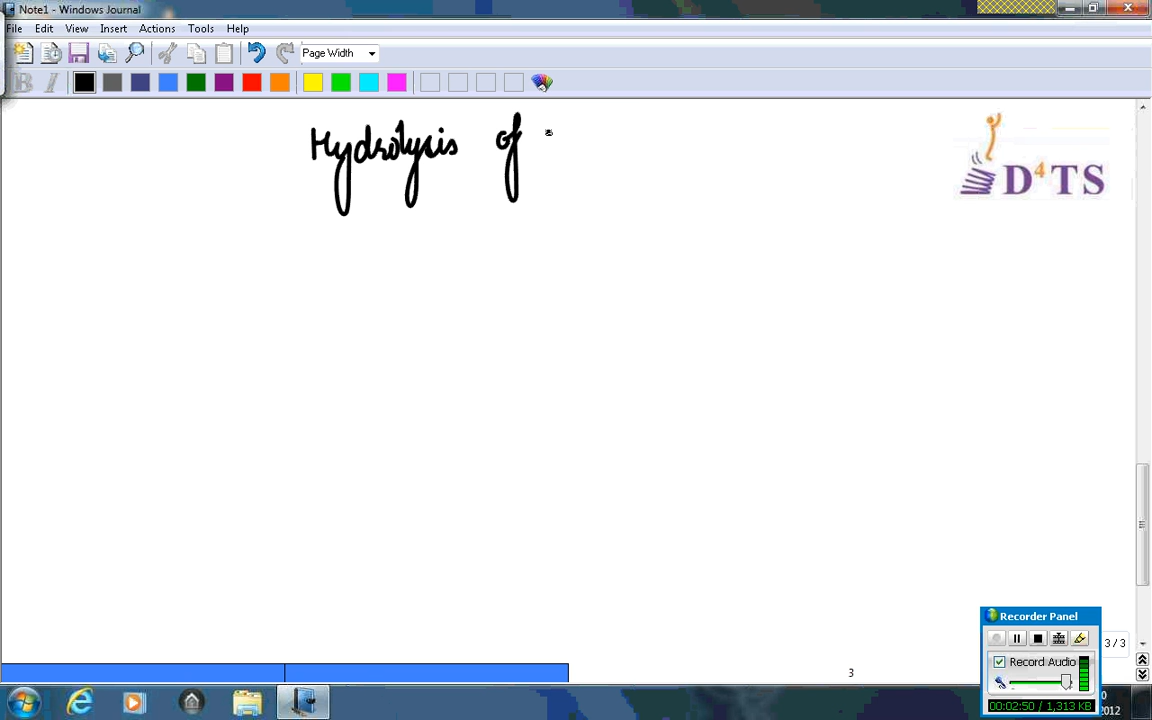 Note1 - Windows Journal
File Edit View Insert Actions Tools Help
Page Width
B I
Hydrolysis of
D4TS
Recorder Panel
Record Audio
00:02:50 / 1,313 KB
3 / 3
3
2012